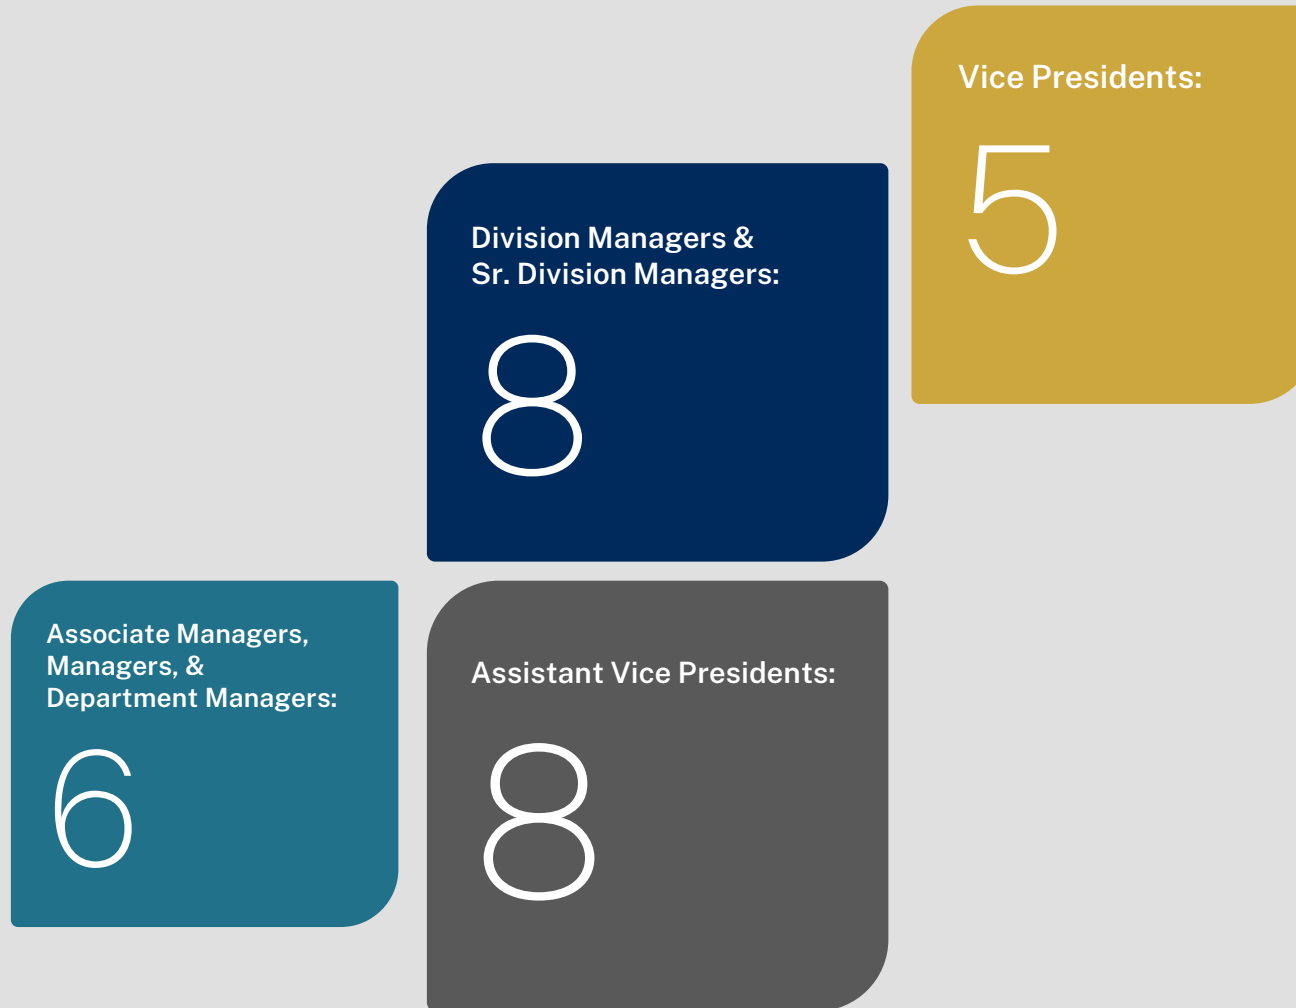 Vice Presidents:
5
Division Managers &
Sr. Division Managers:
8
Associate Managers,
Managers, &
Department Managers:
6
Assistant Vice Presidents:
8